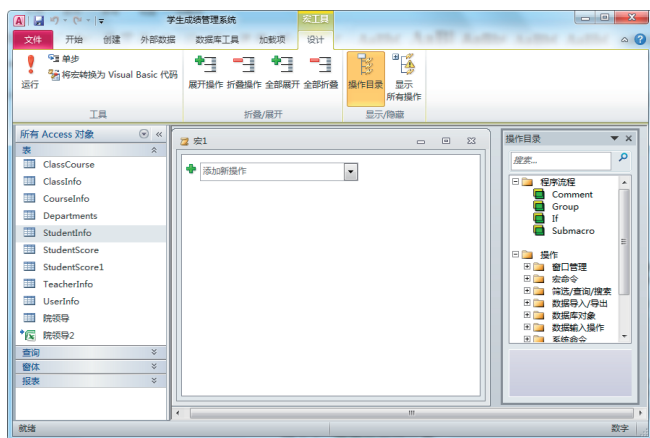 学生成绩管理系统
宏工具
文件 开始 创建 外部数据 数据库工具 加载项 设计
运行
单步
将宏转换为 Visual Basic 代码
工具
展开操作 折叠操作 全部展开 全部折叠
折叠/展开
操作目录
显示
所有操作
显示/隐藏
所有 Access 对象
表
ClassCourse
ClassInfo
CourseInfo
Departments
StudentInfo
StudentScore
StudentScore1
TeacherInfo
UserInfo
院领导
院领导2
查询
窗体
报表
宏1
添加新操作
操作目录
搜索...
程序流程
Comment
Group
If
Submacro
操作
窗口管理
宏命令
筛选/查询/搜索
数据导入/导出
数据库对象
数据输入操作
系统命令
就绪
数字